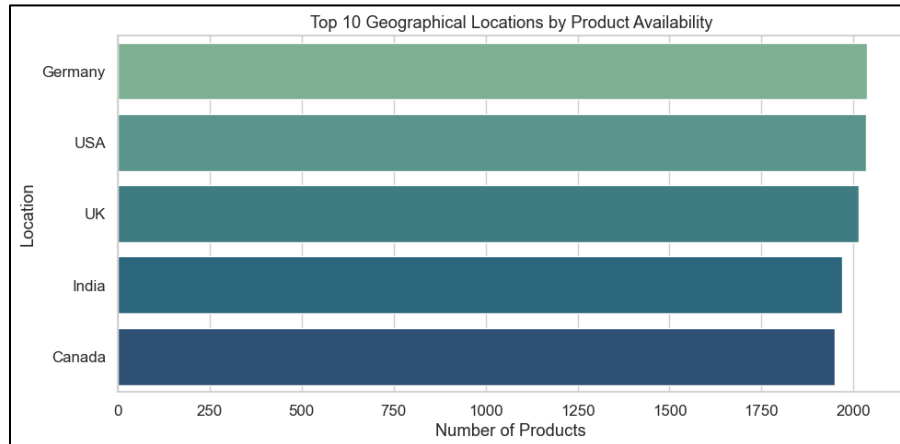 Top 10 Geographical Locations by Product Availability
Germany
USA
UK
India
Canada
Location
0 250 500 750 1000 1250 1500 1750 2000
Number of Products